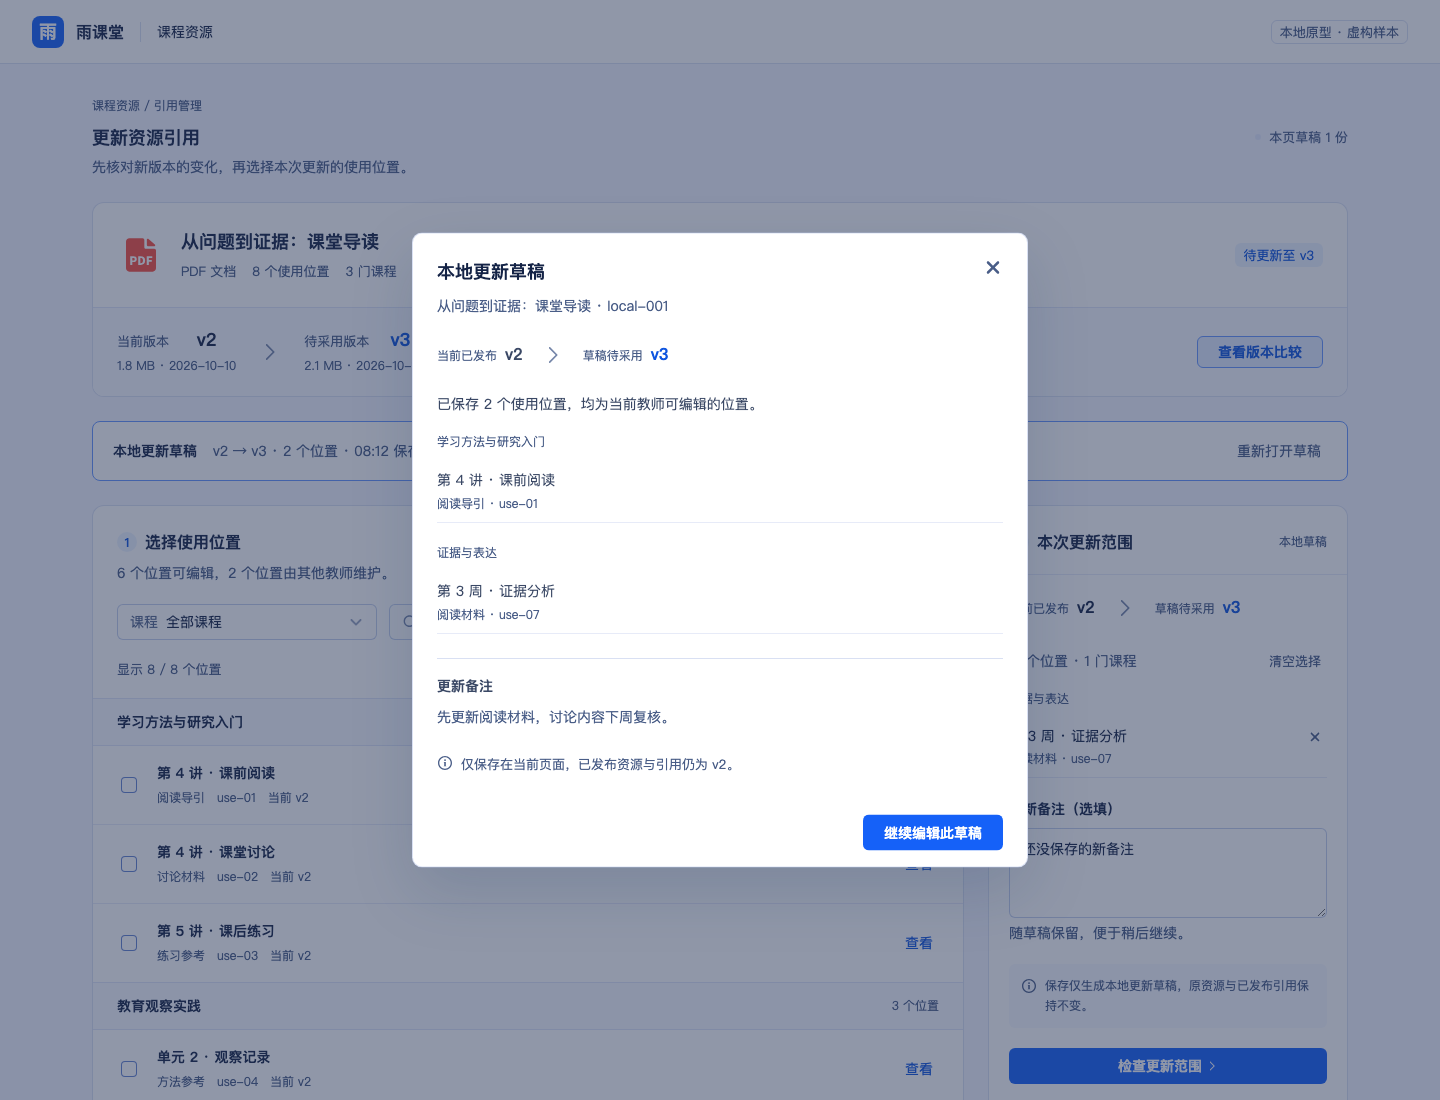 雨 雨课堂 课程资源 本地原型 · 虚构样本
课程资源 / 引用管理
更新资源引用
本页草稿 1 份
先核对新版本的变化，再选择本次更新的使用位置。
PDF
从问题到证据：课堂导读
PDF 文档 8 个使用位置 3 门课程
待更新至 v3
当前版本 v2
1.8 MB · 2026-10-10
待采用版本 v3
2.1 MB · 2026-10-
查看版本比较
本地更新草稿 v2 → v3 · 2 个位置 · 08:12 保存
重新打开草稿
1 选择使用位置
6 个位置可编辑，2 个位置由其他教师维护。
课程 全部课程
显示 8 / 8 个位置
学习方法与研究入门
第 4 讲 · 课前阅读
阅读导引 use-01 当前 v2
第 4 讲 · 课堂讨论
讨论材料 use-02 当前 v2
查看
第 5 讲 · 课后练习
练习参考 use-03 当前 v2
查看
教育观察实践 3 个位置
单元 2 · 观察记录
方法参考 use-04 当前 v2
查看
本地更新草稿
从问题到证据：课堂导读 · local-001
当前已发布 v2 草稿待采用 v3
已保存 2 个使用位置，均为当前教师可编辑的位置。
学习方法与研究入门
第 4 讲 · 课前阅读
阅读导引 · use-01
证据与表达
第 3 周 · 证据分析
阅读材料 · use-07
更新备注
先更新阅读材料，讨论内容下周复核。
仅保存在当前页面，已发布资源与引用仍为 v2。
继续编辑此草稿
本次更新范围 本地草稿
已发布 v2 草稿待采用 v3
个位置 · 1 门课程 清空选择
与表达
3 周 · 证据分析
材料 · use-07
新备注（选填）
还没保存的新备注
随草稿保留，便于稍后继续。
保存仅生成本地更新草稿，原资源与已发布引用保
持不变。
检查更新范围